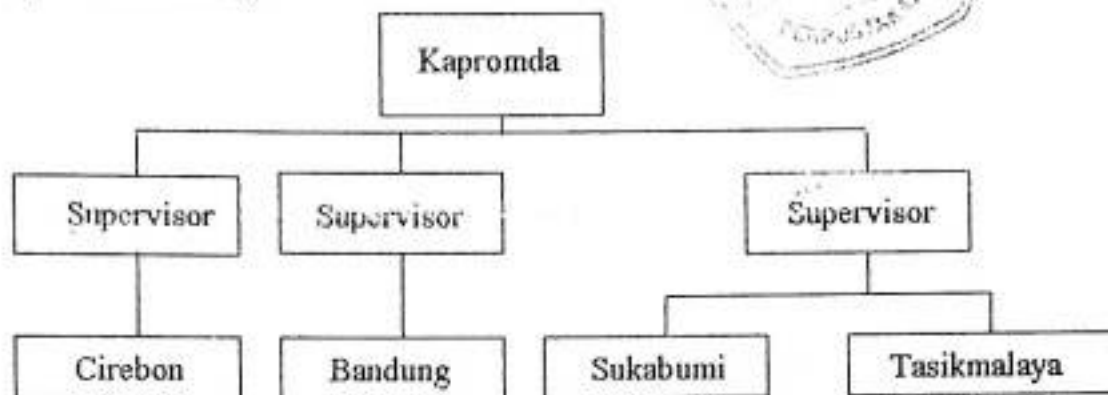 Kapromda
Supervisor
Supervisor
Supervisor
Cirebon
Bandung
Sukabumi
Tasikmalaya